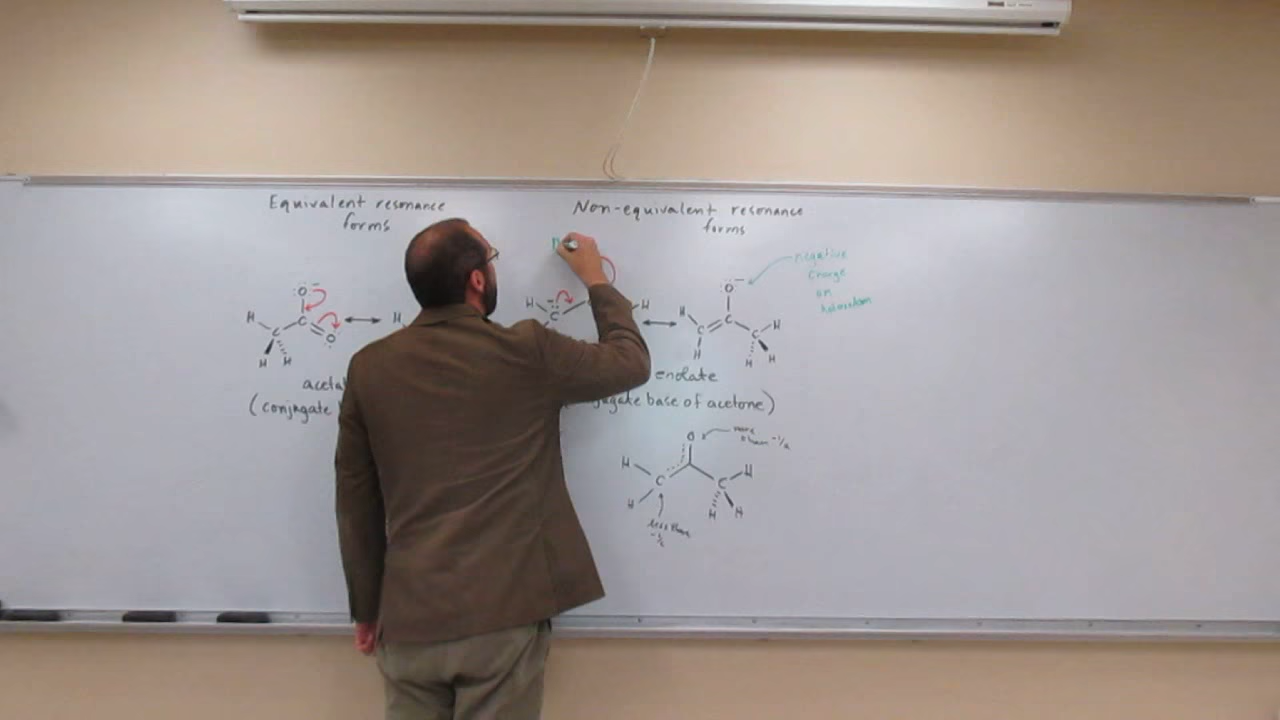 Equivalent resonance
forms
Non-equivalent resonance
forms
negative
charge
on
heteroatom
enolate
(conjugate
base of acetone)
more
than -1/2
less than
-1/2